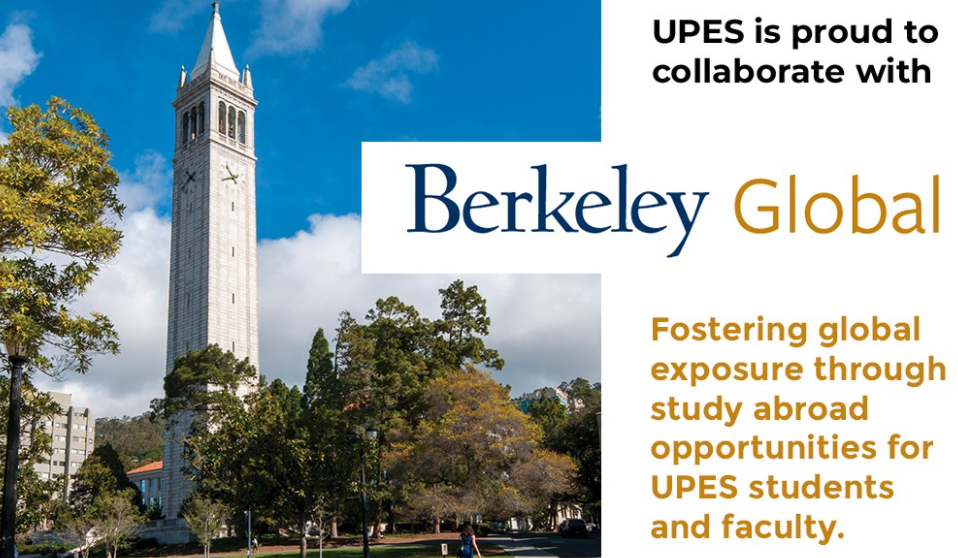 UPES is proud to
collaborate with
Berkeley Global
Fostering global
exposure through
study abroad
opportunities for
UPES students
and faculty.